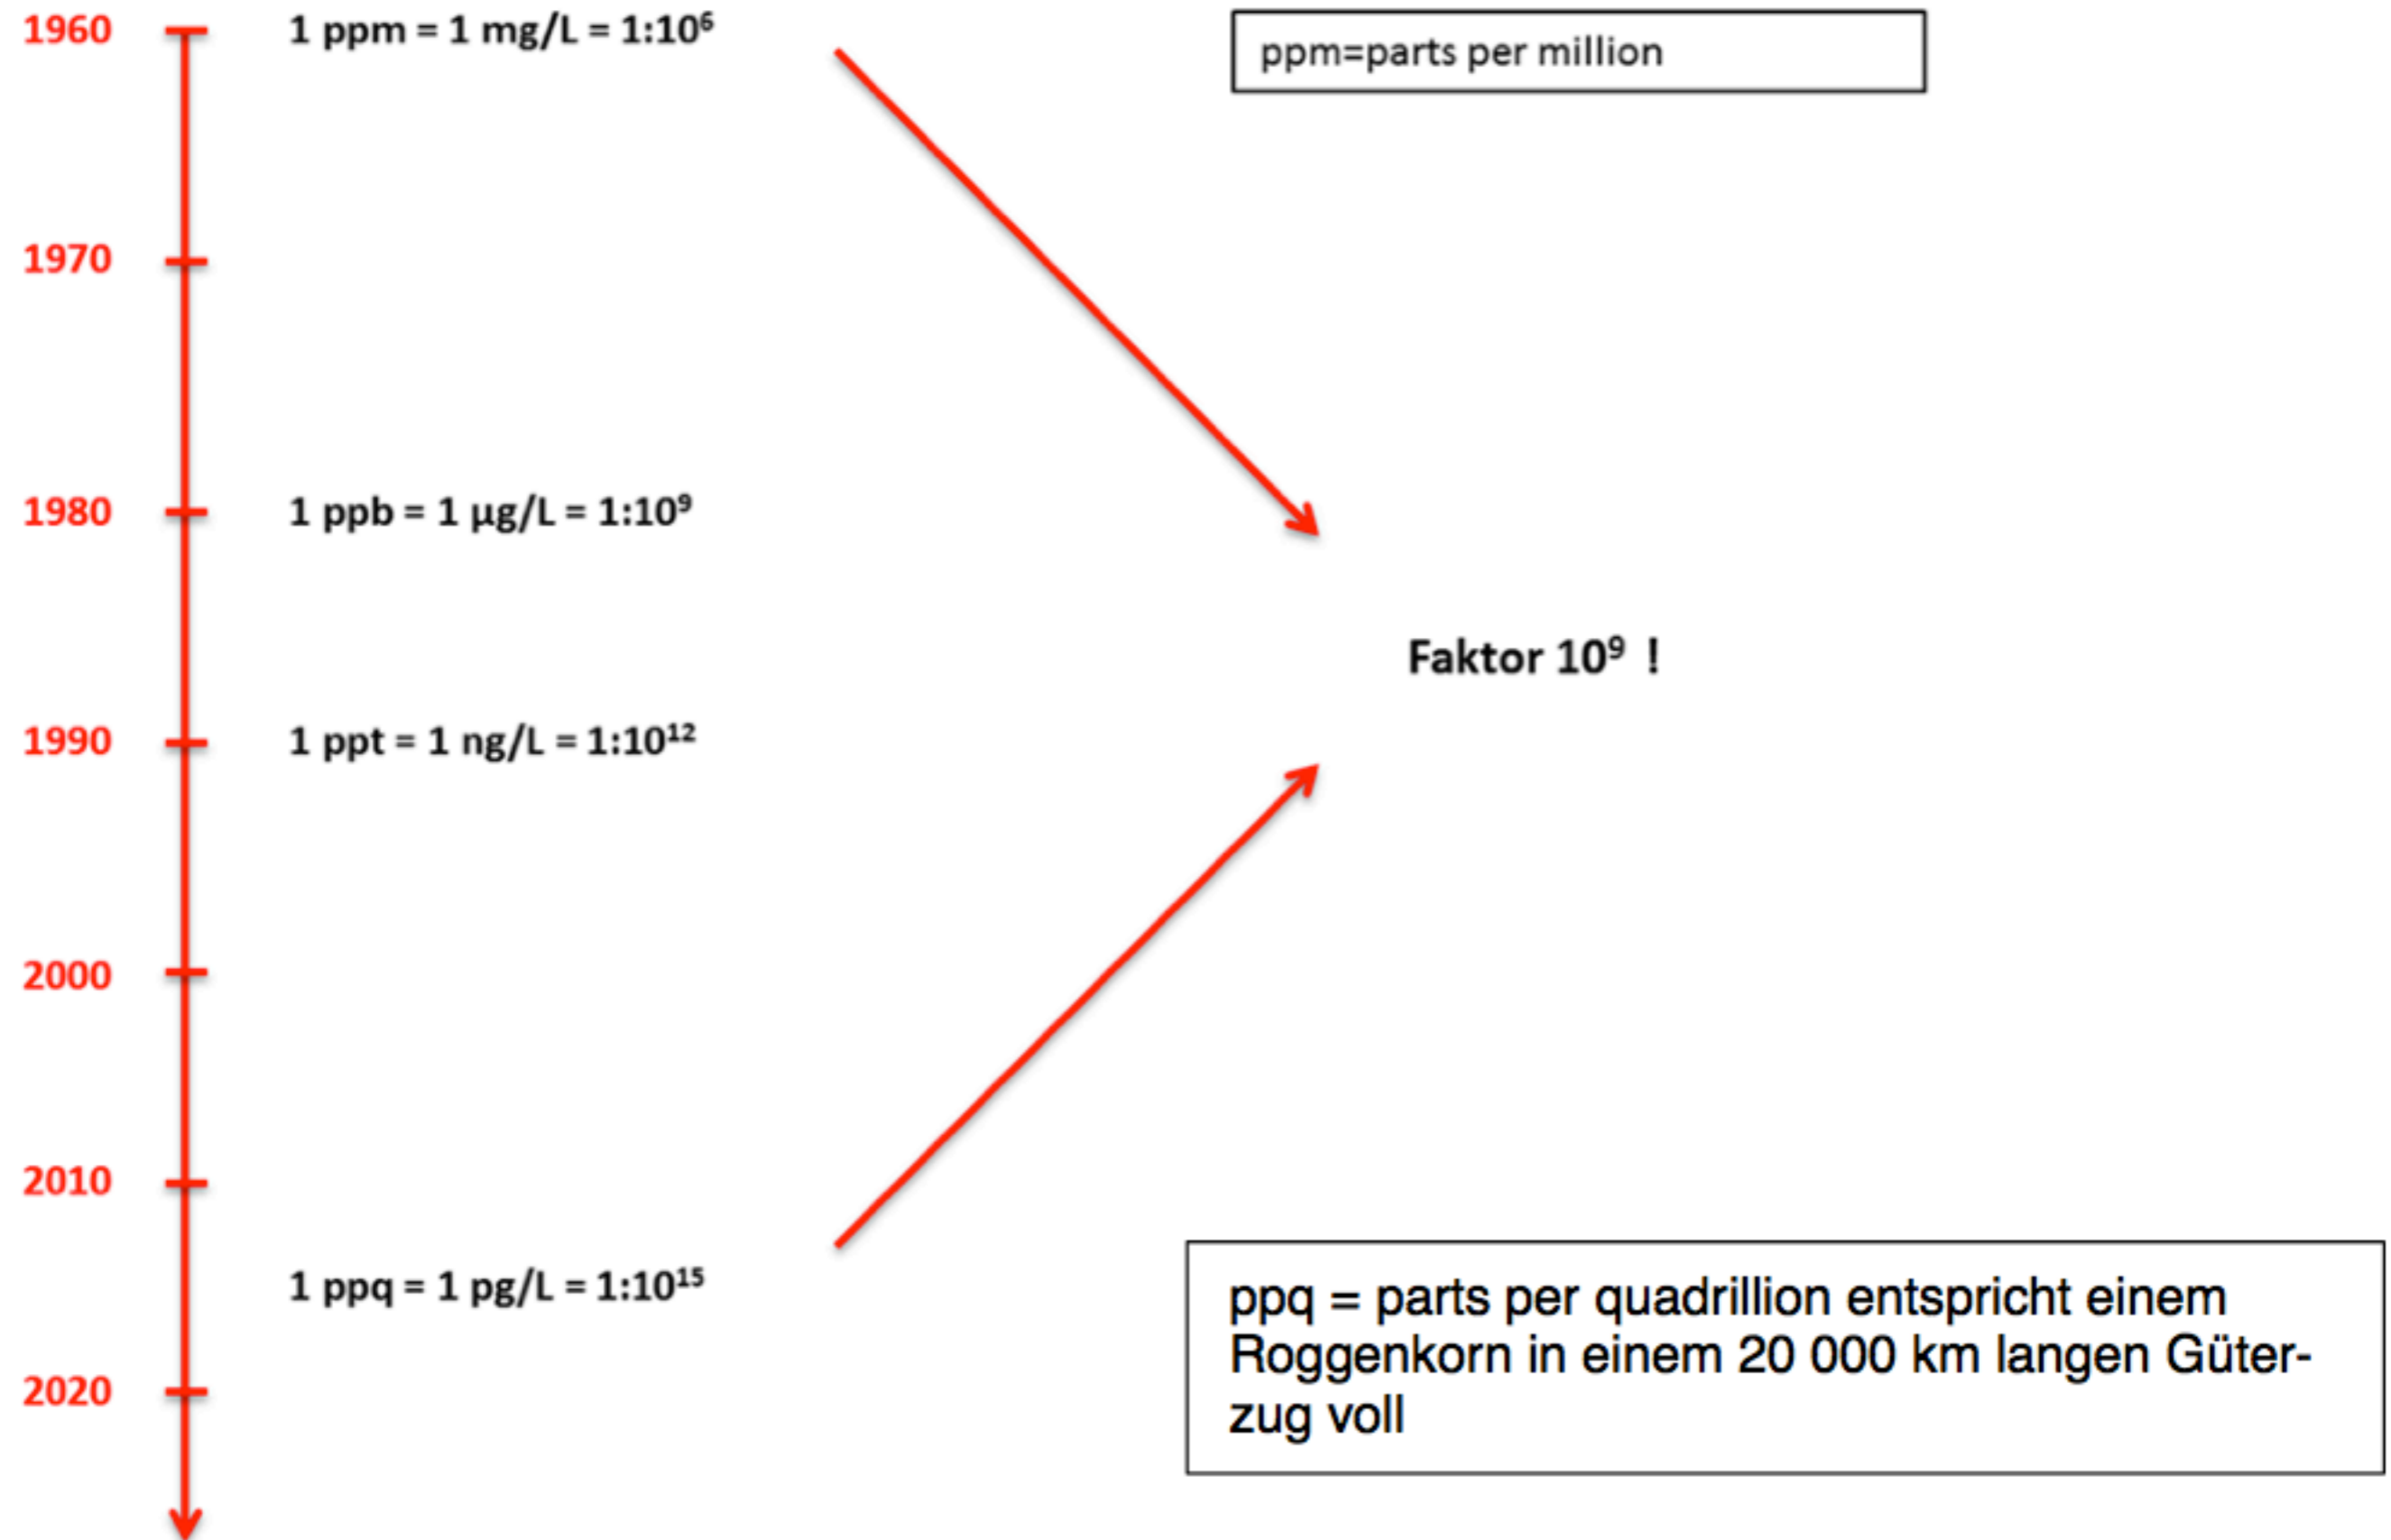 1960
1 ppm = 1 mg/L = 1:10⁶
ppm=parts per million
1970
1980
1 ppb = 1 µg/L = 1:10⁹
Faktor 10⁹ !
1990
1 ppt = 1 ng/L = 1:10¹²
2000
2010
1 ppq = 1 pg/L = 1:10¹⁵
ppq = parts per quadrillion entspricht einem
Roggenkorn in einem 20 000 km langen Güter-
zug voll
2020